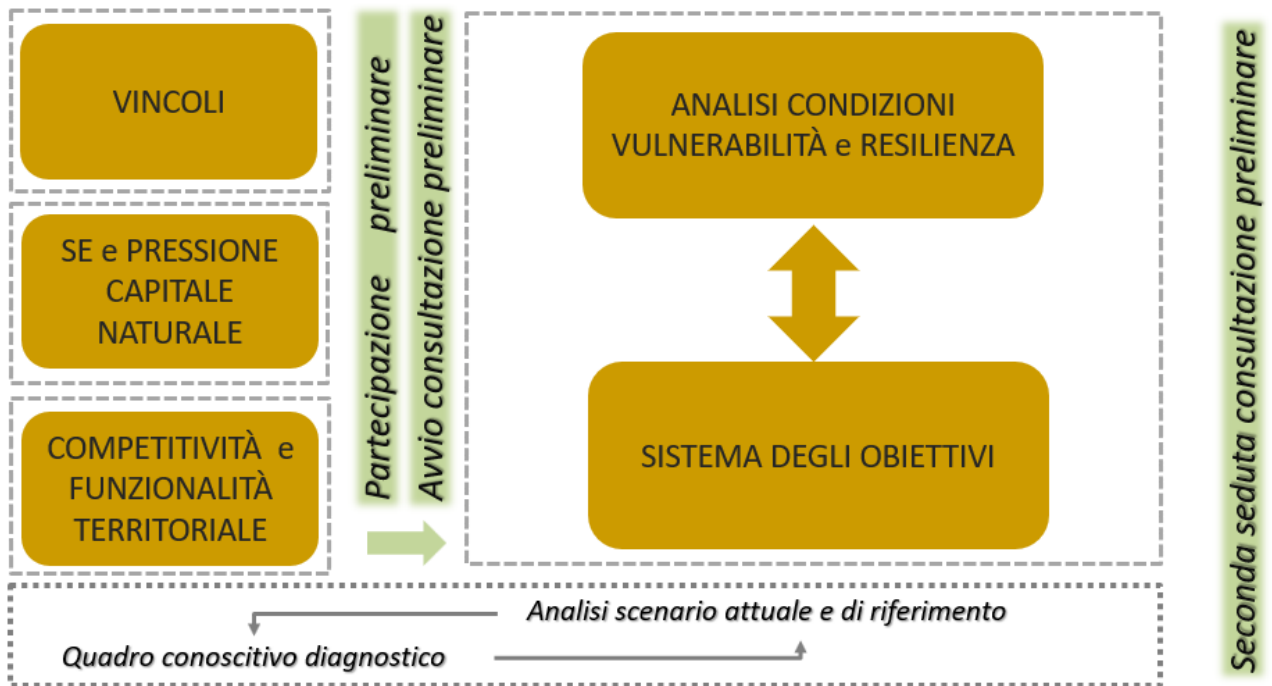 VINCOLI
SE e PRESSIONE
CAPITALE
NATURALE
COMPETITIVITÀ e
FUNZIONALITÀ
TERRITORIALE
Partecipazione preliminare
Avvio consultazione preliminare
ANALISI CONDIZIONI
VULNERABILITÀ e RESILIENZA
SISTEMA DEGLI OBIETTIVI
Seconda seduta consultazione preliminare
Analisi scenario attuale e di riferimento
Quadro conoscitivo diagnostico